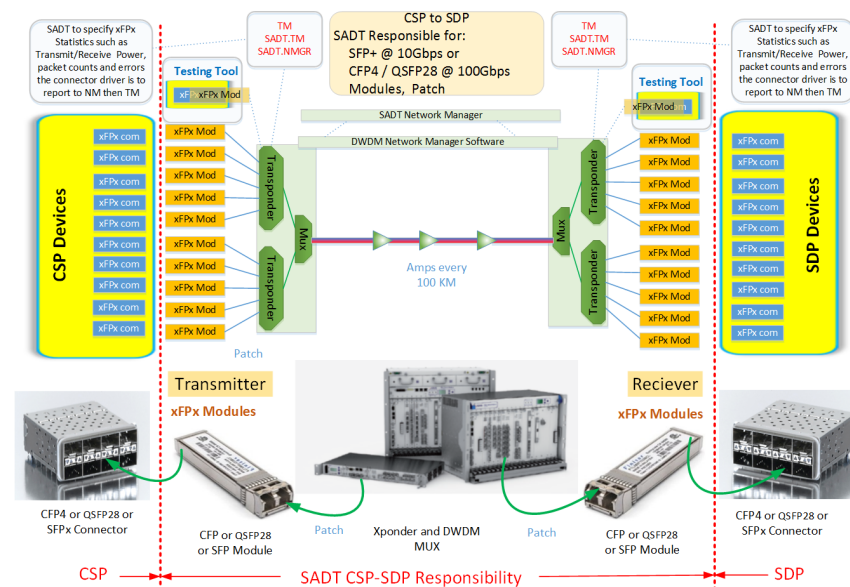 SADT to specify xFPx
Statistics such as
Transmit/Receive Power,
packet counts and errors
the connector driver is to
report to NM then TM
TM
SADT.TM
SADT.NMGR
CSP to SDP
SADT Responsible for:
SFP+ @ 10Gbps or
CFP4 / QSFP28 @ 100Gbps
Modules, Patch
TM
SADT.TM
SADT.NMGR
SADT to specify xFPx
Statistics such as
Transmit/Receive Power,
packet counts and errors
the connector driver is to
report to NM then TM
Testing Tool
xFPx Mod
Testing Tool
xFPx Mod
SADT Network Manager
DWDM Network Manager Software
CSP Devices
xFPx com
xFPx com
xFPx com
xFPx com
xFPx com
xFPx com
xFPx com
xFPx com
xFPx com
xFPx Mod
xFPx Mod
xFPx Mod
xFPx Mod
xFPx Mod
xFPx Mod
xFPx Mod
xFPx Mod
xFPx Mod
xFPx Mod
Transponder
Transponder
Mux
Amps every
100 KM
Mux
Transponder
Transponder
xFPx Mod
xFPx Mod
xFPx Mod
xFPx Mod
xFPx Mod
xFPx Mod
xFPx Mod
xFPx Mod
xFPx Mod
xFPx Mod
xFPx com
xFPx com
xFPx com
xFPx com
xFPx com
xFPx com
xFPx com
xFPx com
xFPx com
SDP Devices
Patch
Transmitter
xFPx Modules
Reciever
xFPx Modules
CFP4 or QSFP28 or
SFPx Connector
CFP or QSFP28
or SFP Module
Patch
Xponder and DWDM
MUX
Patch
CFP or QSFP28
or SFP Module
CFP4 or QSFP28 or
SFPx Connector
CSP
SADT CSP-SDP Responsibility
SDP